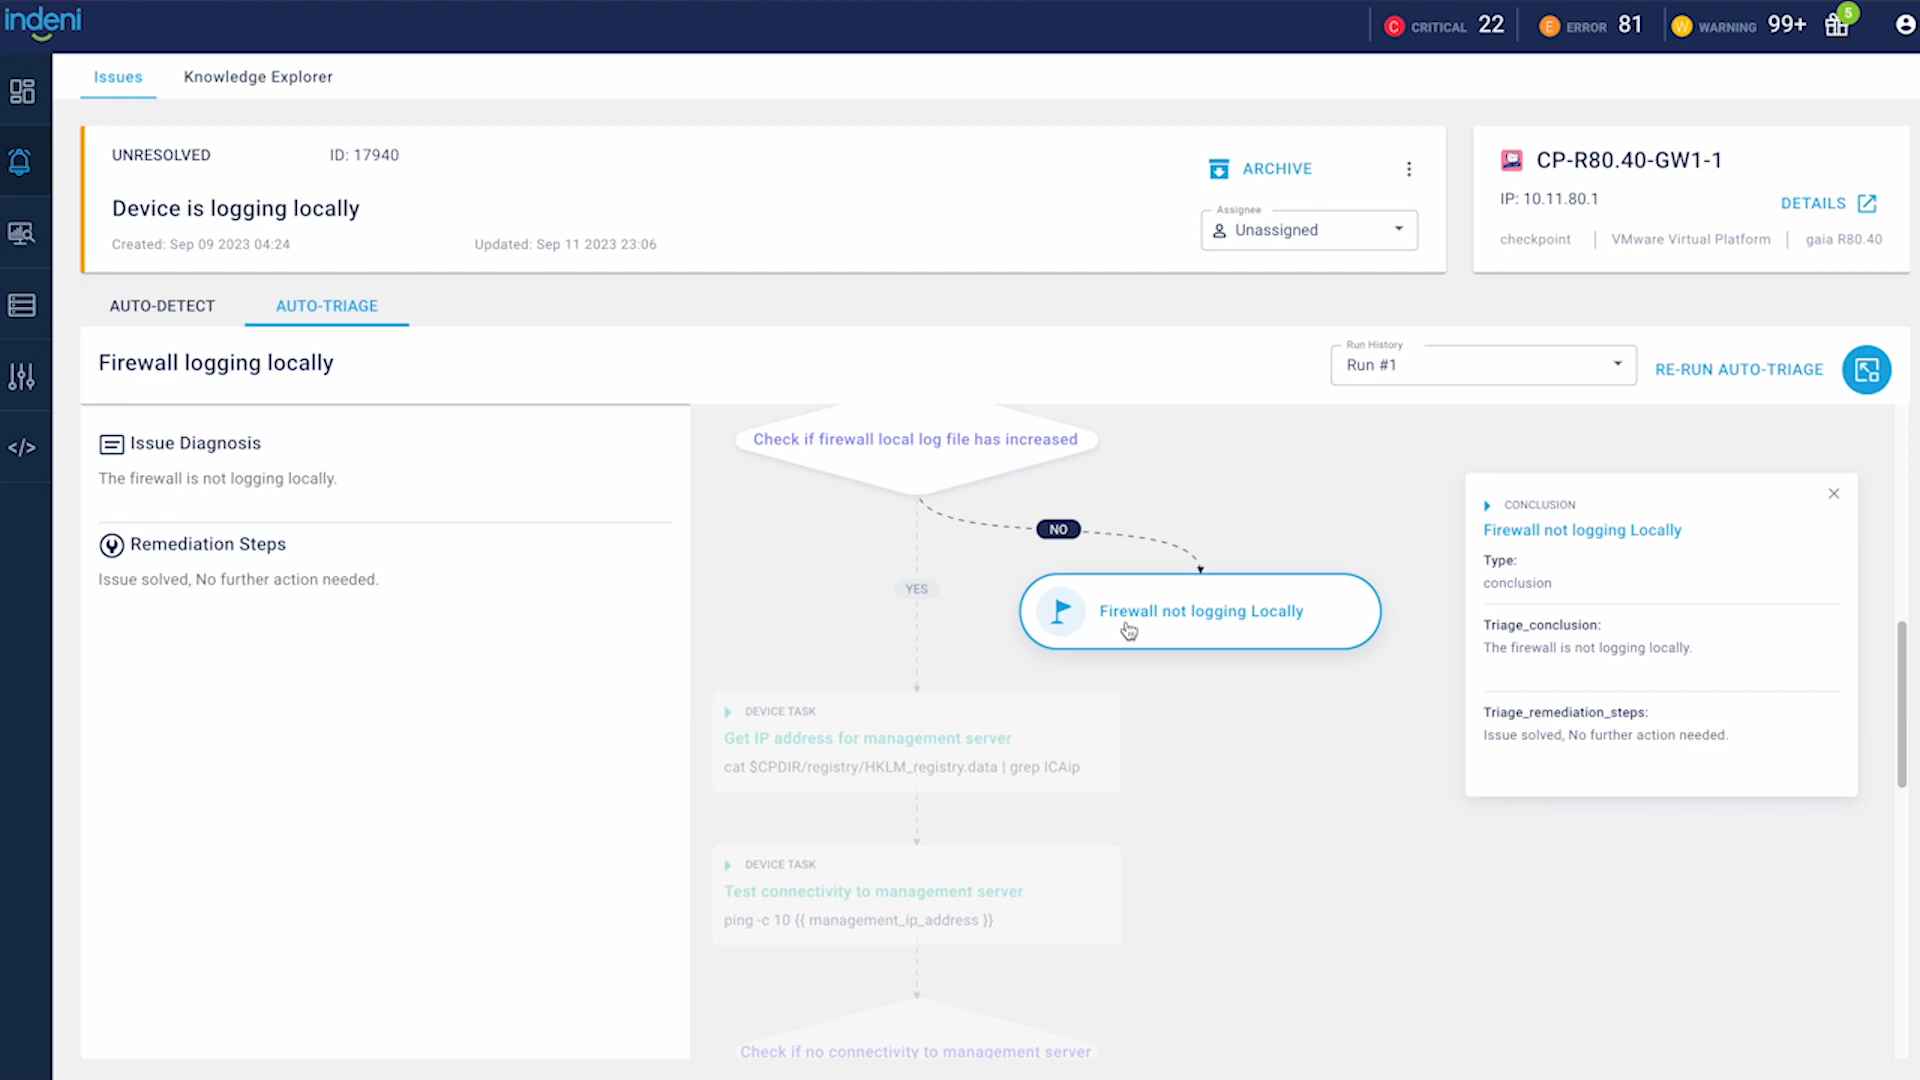 indeni
C CRITICAL 22
E ERROR 81
W WARNING 99+
5
Issues
Knowledge Explorer
UNRESOLVED
ID: 17940
Device is logging locally
Created: Sep 09 2023 04:24
Updated: Sep 11 2023 23:06
ARCHIVE
Assignee
Unassigned
CP-R80.40-GW1-1
IP: 10.11.80.1
DETAILS
checkpoint
VMware Virtual Platform
gaia R80.40
AUTO-DETECT
AUTO-TRIAGE
Firewall logging locally
Run History
Run #1
RE-RUN AUTO-TRIAGE
Issue Diagnosis
The firewall is not logging locally.
Remediation Steps
Issue solved, No further action needed.
Check if firewall local log file has increased
NO
YES
Firewall not logging Locally
DEVICE TASK
Get IP address for management server
cat $CPDIR/registry/HKLM_registry.data | grep ICAip
DEVICE TASK
Test connectivity to management server
ping -c 10 {{ management_ip_address }}
Check if no connectivity to management server
CONCLUSION
Firewall not logging Locally
Type:
conclusion
Triage_conclusion:
The firewall is not logging locally.
Triage_remediation_steps:
Issue solved, No further action needed.